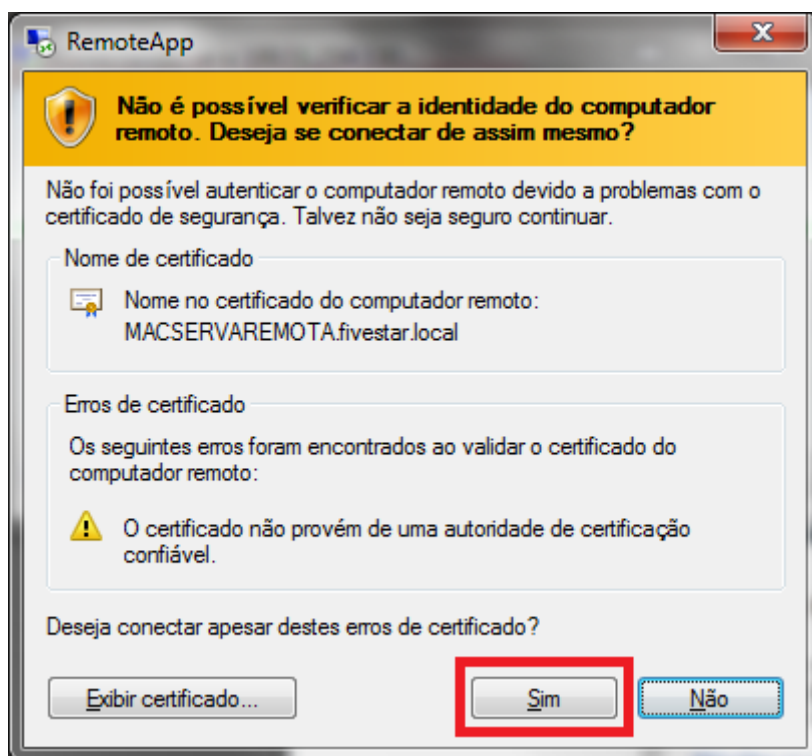 RemoteApp
Não é possível verificar a identidade do computador
remoto. Deseja se conectar de assim mesmo?
Não foi possível autenticar o computador remoto devido a problemas com o
certificado de segurança. Talvez não seja seguro continuar.
Nome de certificado
Nome no certificado do computador remoto:
MACSERVAREMOTA.fivestar.local
Erros de certificado
Os seguintes erros foram encontrados ao validar o certificado do
computador remoto:
O certificado não provém de uma autoridade de certificação
confiável.
Deseja conectar apesar destes erros de certificado?
Exibir certificado... Sim Não